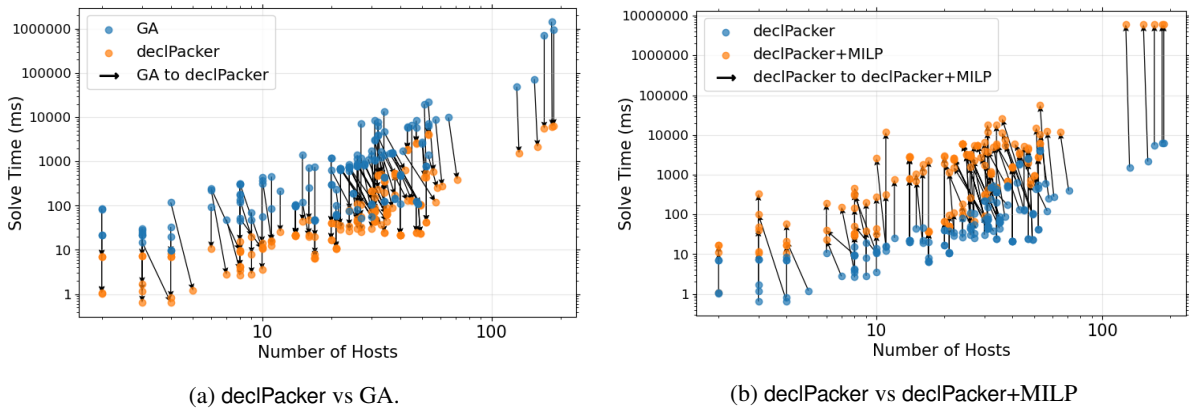 GA
declPacker
GA to declPacker
1000000
100000
10000
1000
100
10
1
Solve Time (ms)
10
100
Number of Hosts
(a) declPacker vs GA.
declPacker
declPacker+MILP
declPacker to declPacker+MILP
10000000
1000000
100000
10000
1000
100
10
1
Solve Time (ms)
10
100
Number of Hosts
(b) declPacker vs declPacker+MILP